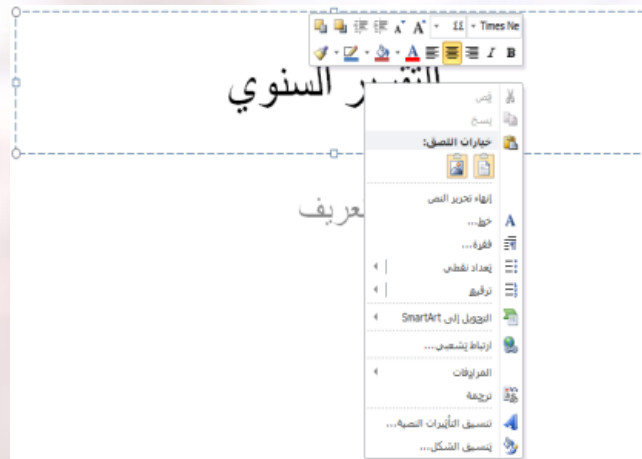 Times Ne ٤٤
A A
A I B
التقرير السنوي
قص
نسخ
خيارات اللصق:
إنهاء تحرير النص
خط...
فقرة...
تعداد نقطي
ترقيم
التحويل إلى SmartArt
ارتباط تشعبي...
المرادفات
ترجمة
تنسيق التأثيرات النصية...
تنسيق الشكل...